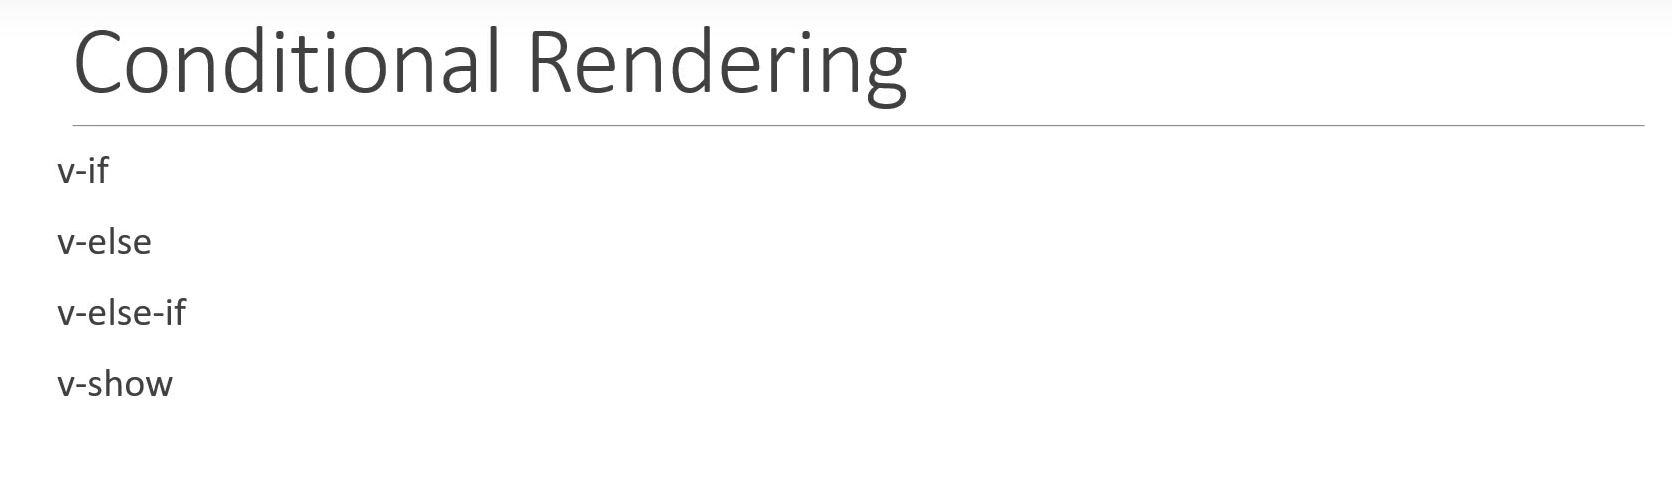 Conditional Rendering
v-if
v-else
v-else-if
v-show